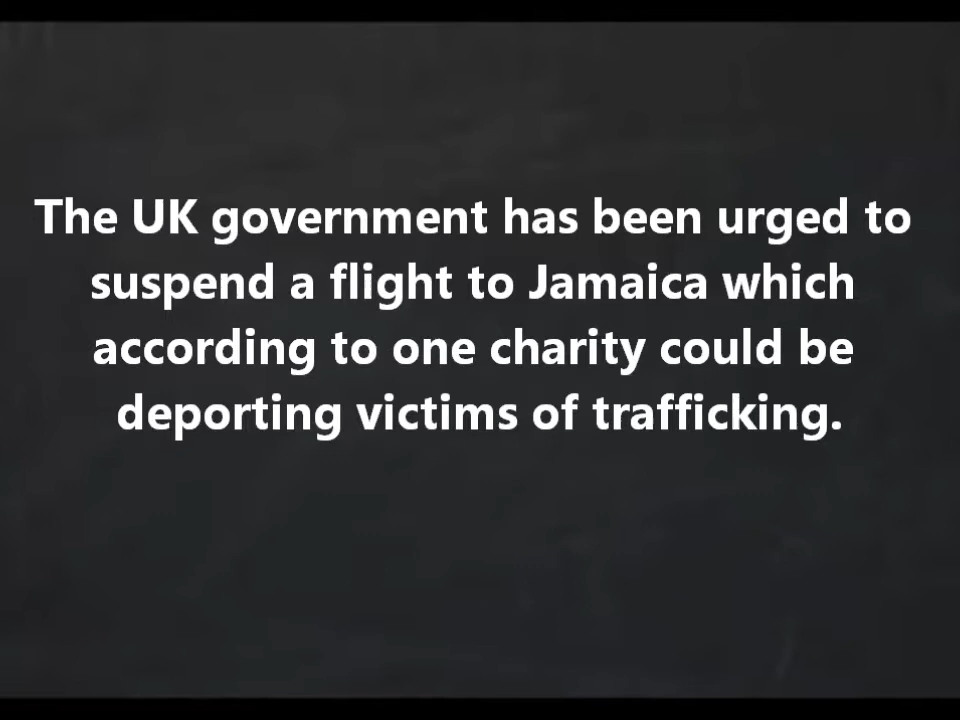 The UK government has been urged to
suspend a flight to Jamaica which
according to one charity could be
deporting victims of trafficking.